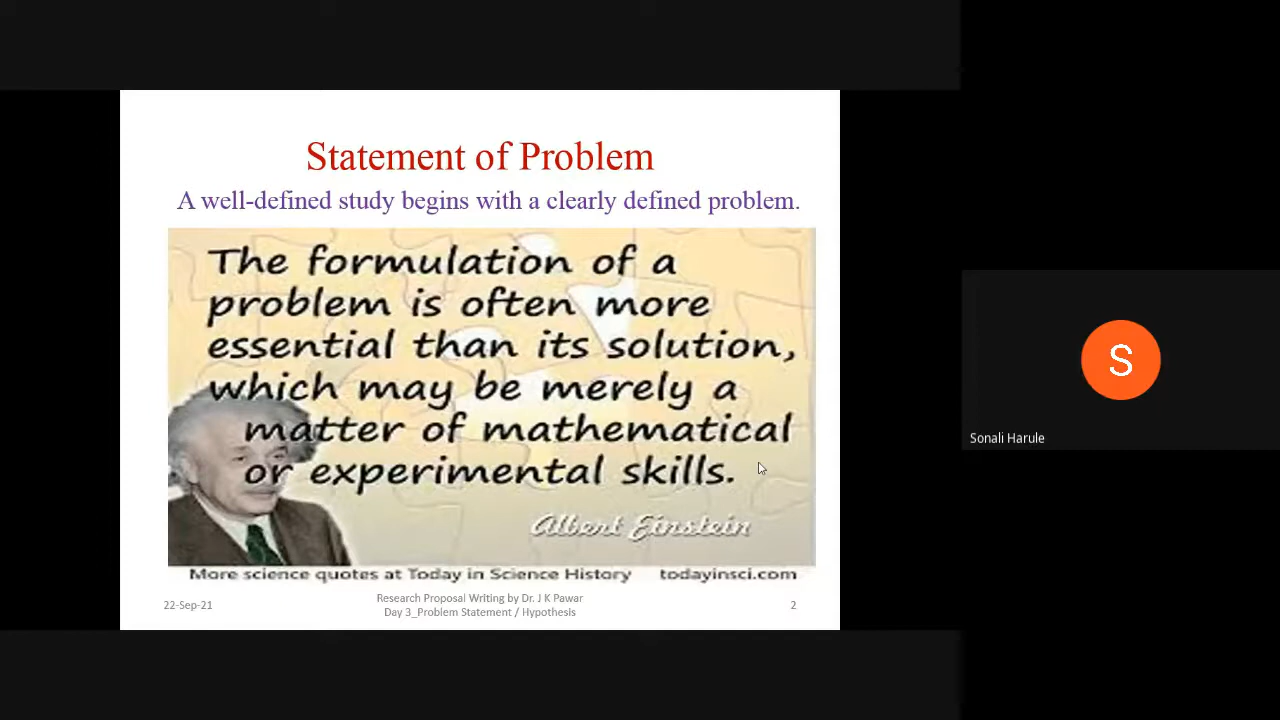 Statement of Problem
A well-defined study begins with a clearly defined problem.
The formulation of a
problem is often more
essential than its solution,
which may be merely a
matter of mathematical
or experimental skills.
Albert Einstein
More science quotes at Today in Science History todayinsci.com
22-Sep-21
Research Proposal Writing by Dr. J K Pawar
Day 3_Problem Statement / Hypothesis
2
S
Sonali Harule